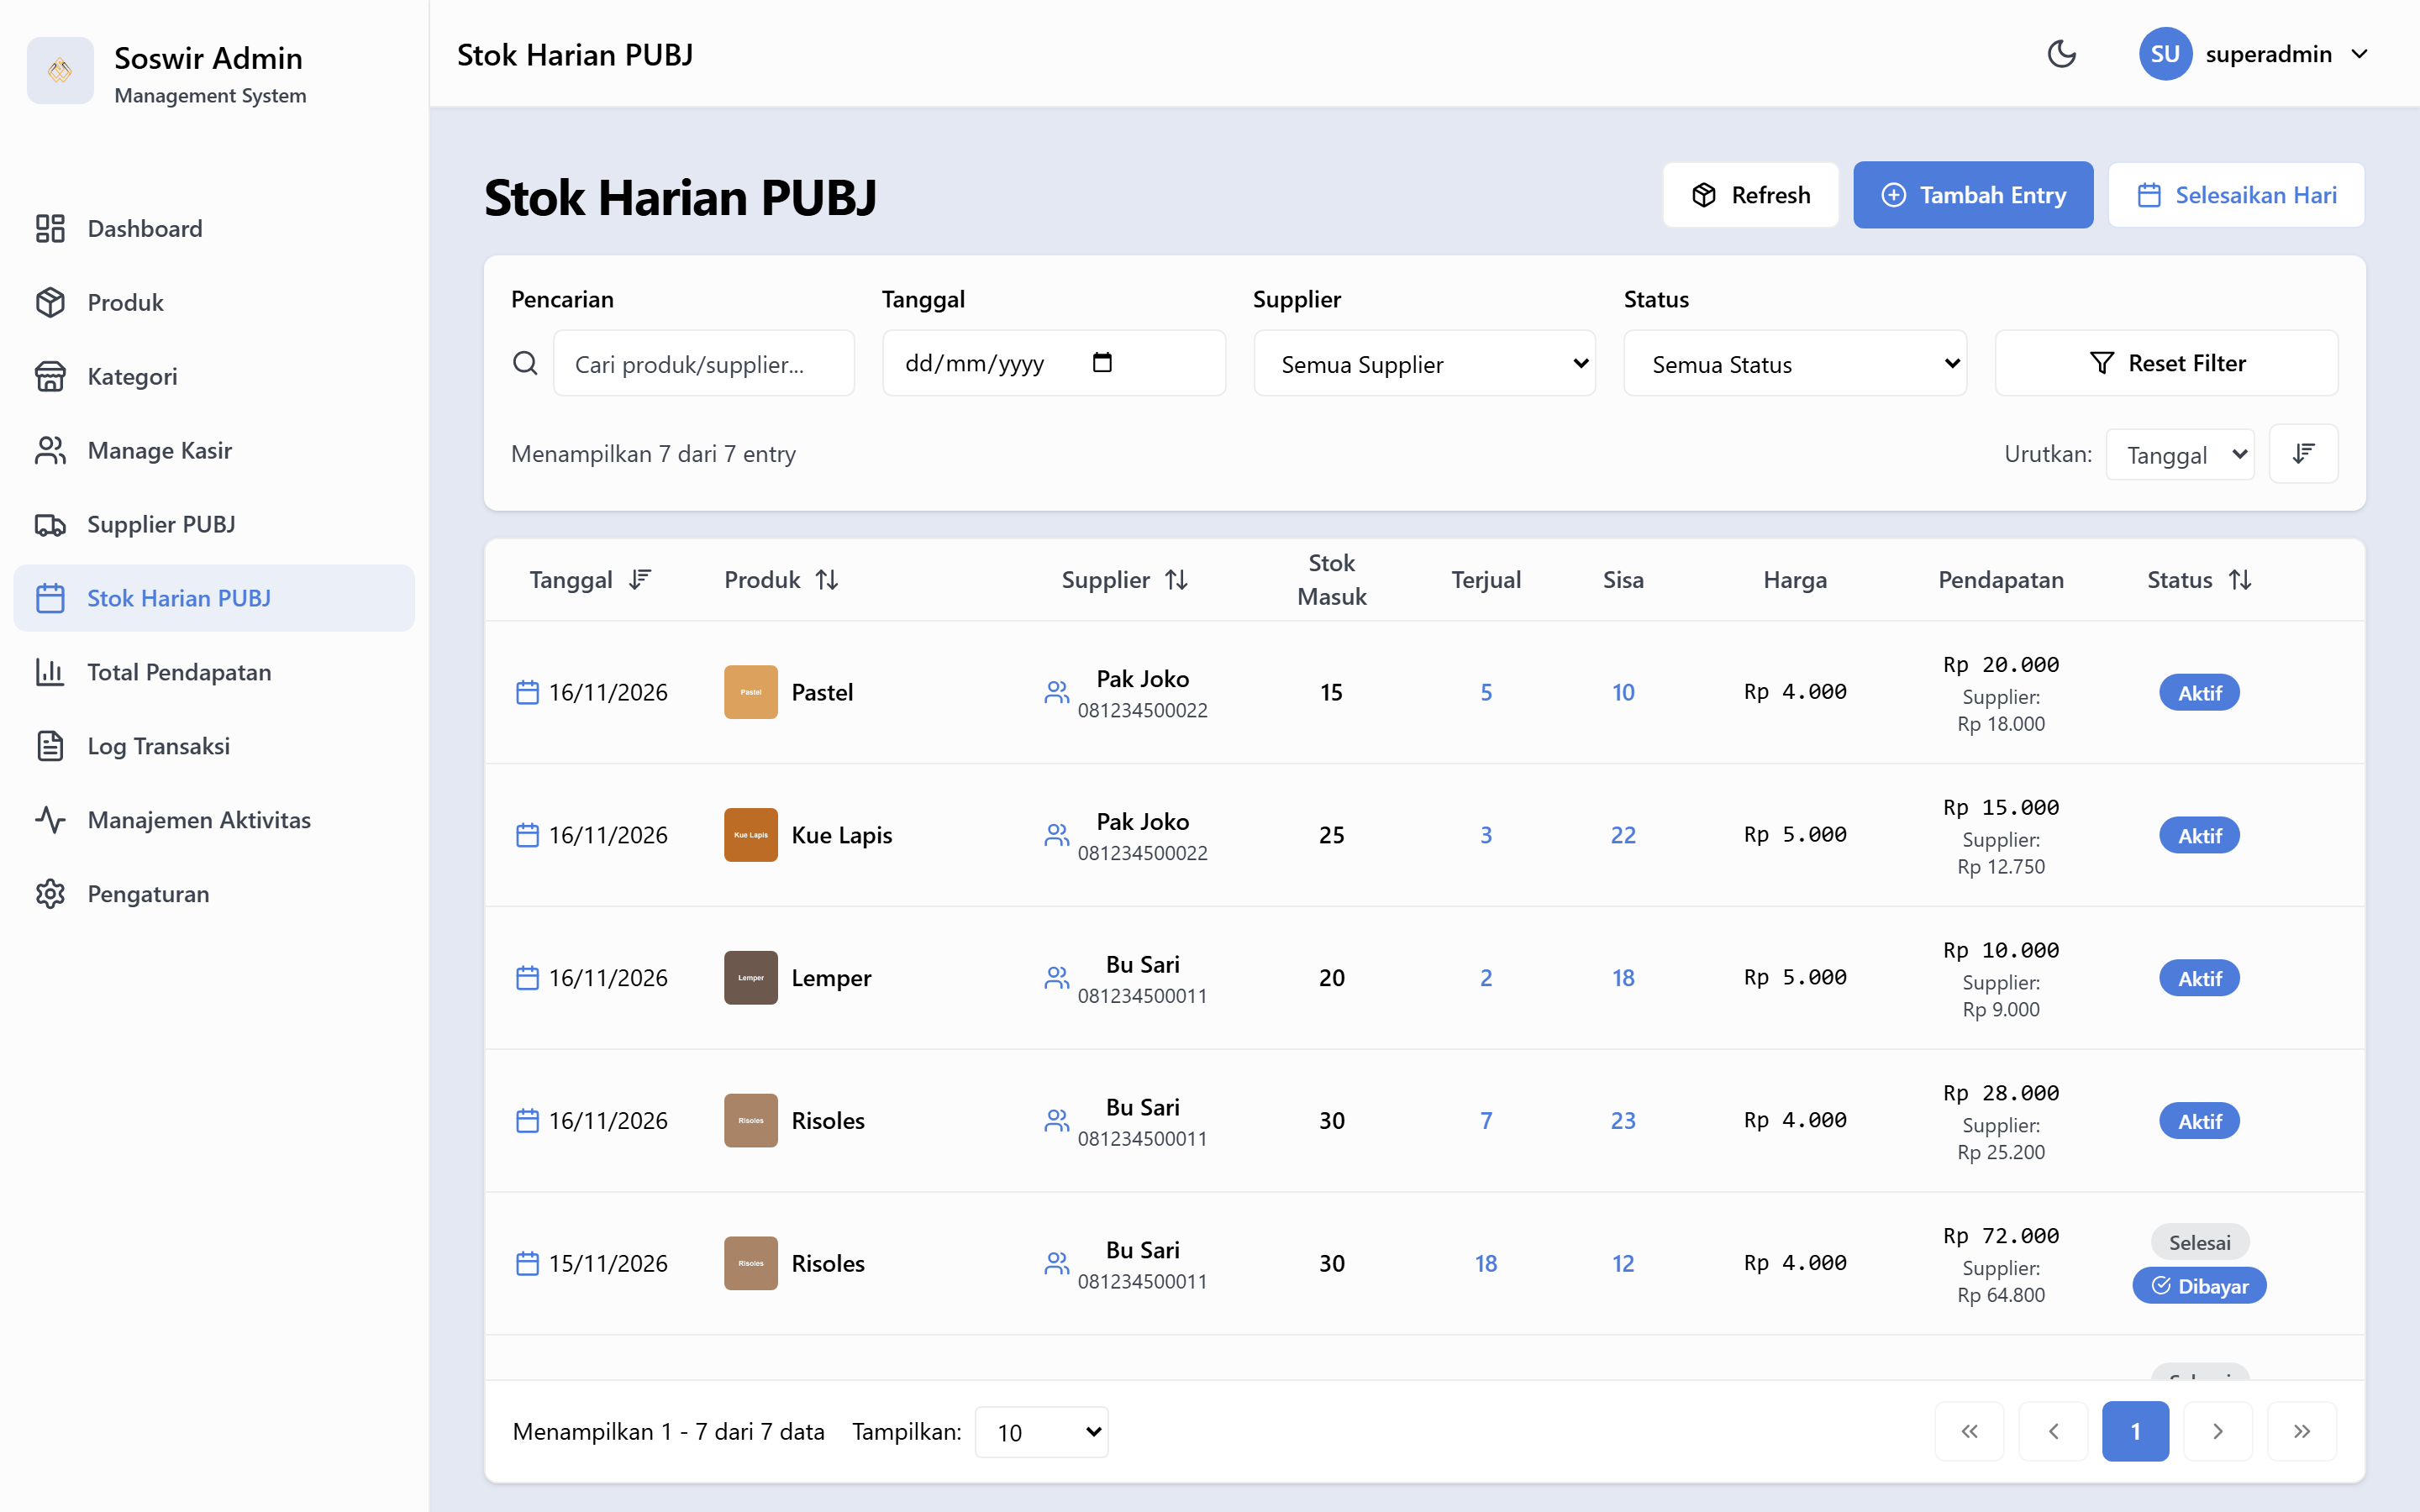 Soswir Admin
Management System
Dashboard
Produk
Kategori
Manage Kasir
Supplier PUBJ
Stok Harian PUBJ
Total Pendapatan
Log Transaksi
Manajemen Aktivitas
Pengaturan
Stok Harian PUBJ
SU superadmin
Stok Harian PUBJ
Refresh
Tambah Entry
Selesaikan Hari
Pencarian
Cari produk/supplier...
Tanggal
dd/mm/yyyy
Supplier
Semua Supplier
Status
Semua Status
Reset Filter
Menampilkan 7 dari 7 entry
Urutkan: Tanggal
Tanggal Produk Supplier Stok Masuk Terjual Sisa Harga Pendapatan Status
16/11/2026 Pastel Pastel Pak Joko 081234500022 15 5 10 Rp 4.000 Rp 20.000 Supplier: Rp 18.000 Aktif
16/11/2026 Kue Lapis Kue Lapis Pak Joko 081234500022 25 3 22 Rp 5.000 Rp 15.000 Supplier: Rp 12.750 Aktif
16/11/2026 Lemper Lemper Bu Sari 081234500011 20 2 18 Rp 5.000 Rp 10.000 Supplier: Rp 9.000 Aktif
16/11/2026 Risoles Risoles Bu Sari 081234500011 30 7 23 Rp 4.000 Rp 28.000 Supplier: Rp 25.200 Aktif
15/11/2026 Risoles Risoles Bu Sari 081234500011 30 18 12 Rp 4.000 Rp 72.000 Supplier: Rp 64.800 Selesai Dibayar
Menampilkan 1 - 7 dari 7 data Tampilkan: 10
1